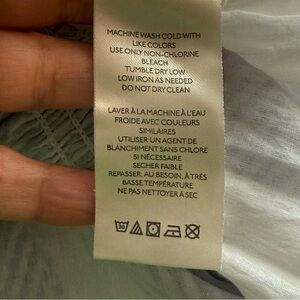 MACHINE WASH COLD WITH
LIKE COLORS
USE ONLY NON-CHLORINE
BLEACH
TUMBLE DRY LOW
LOW IRON AS NEEDED
DO NOT DRY CLEAN
LAVER À LA MACHINE À L'EAU
FROIDE AVEC COULEURS
SIMILAIRES
UTILISER UN AGENT DE
BLANCHIMENT SANS CHLORE
SI NÉCESSAIRE
SECHER FAIBLE
REPASSER, AU BESOIN, À TRÈS
BASSE TEMPÉRATURE
NE PAS NETTOYER À SEC
30